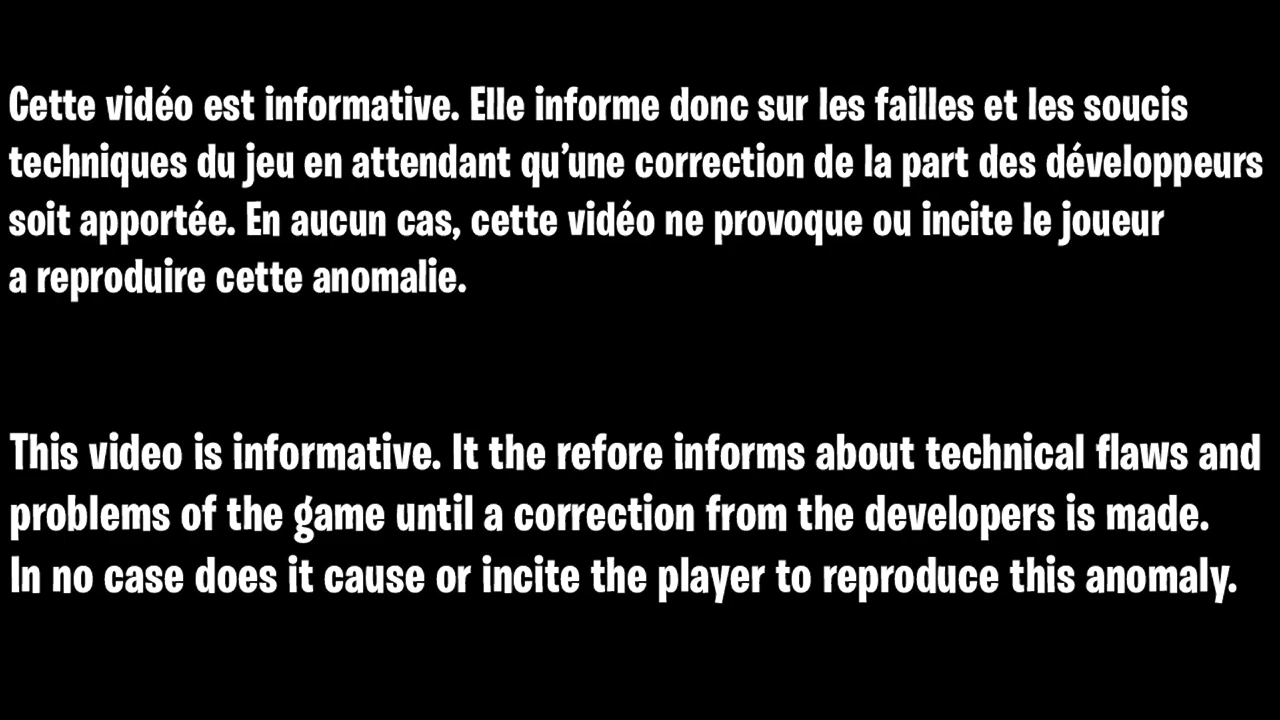 Cette vidéo est informative. Elle informe donc sur les failles et les soucis
techniques du jeu en attendant qu’une correction de la part des développeurs
soit apportée. En aucun cas, cette vidéo ne provoque ou incite le joueur
a reproduire cette anomalie.
This video is informative. It the refore informs about technical flaws and
problems of the game until a correction from the developers is made.
In no case does it cause or incite the player to reproduce this anomaly.